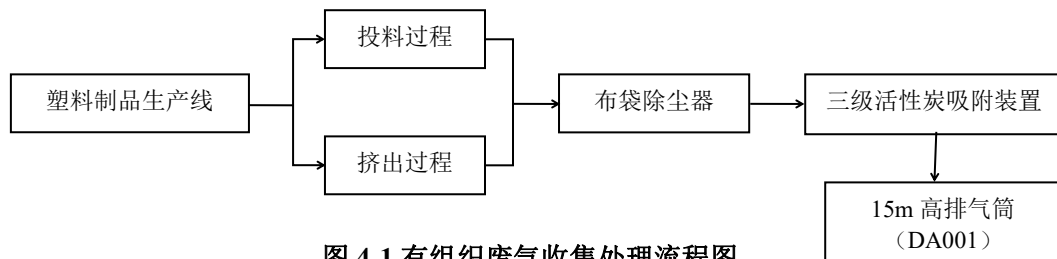 投料过程
塑料制品生产线
布袋除尘器
三级活性炭吸附装置
挤出过程
15m 高排气筒
（DA001）
图 4-1 有组织废气收集处理流程图